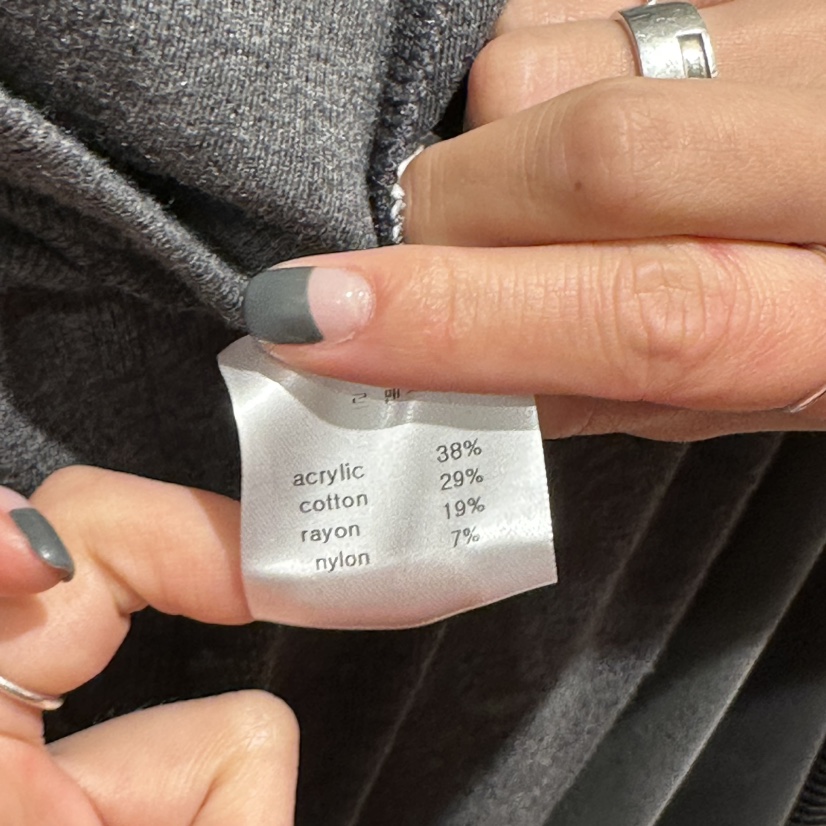 acrylic 38%
cotton 29%
rayon 19%
nylon 7%